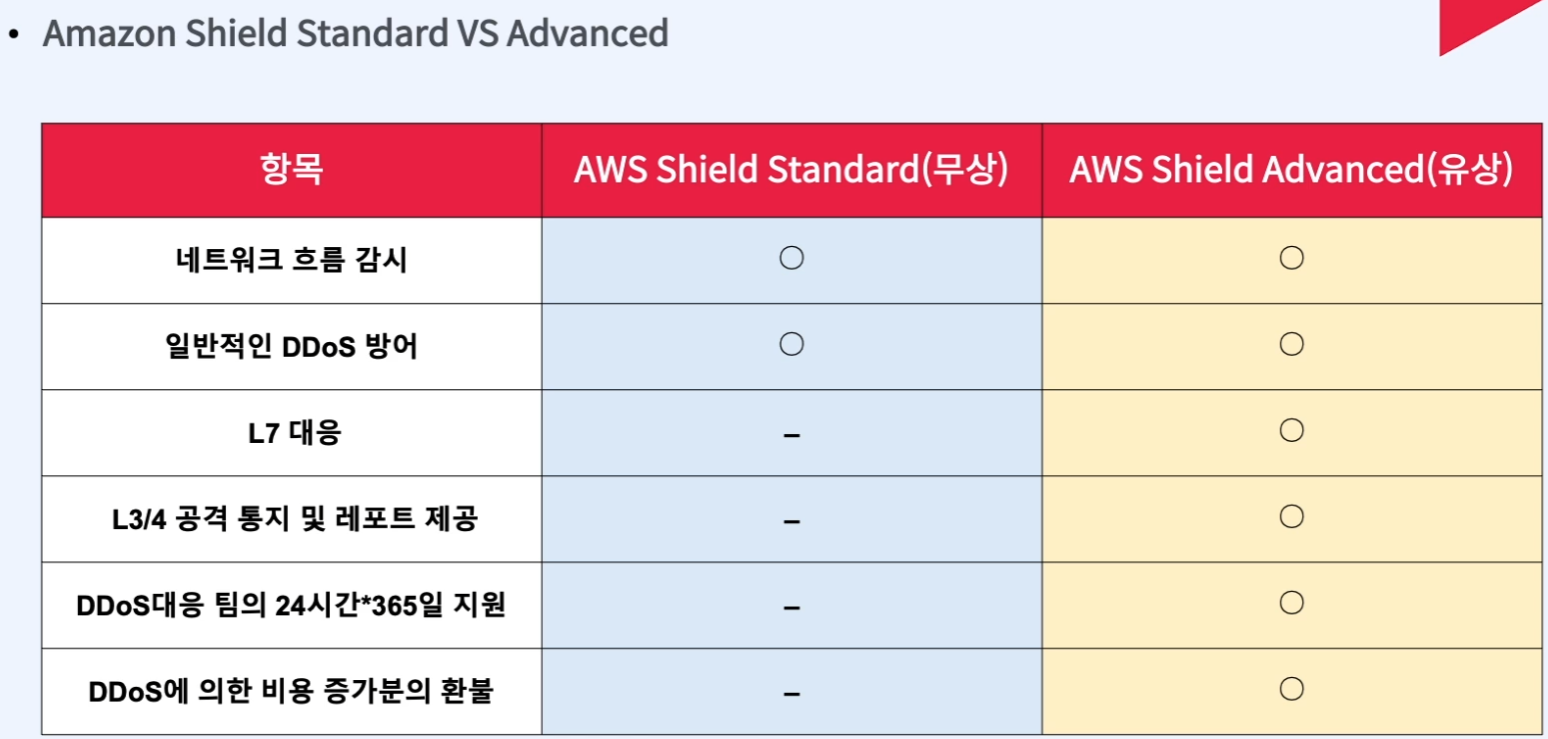 • Amazon Shield Standard VS Advanced
항목 AWS Shield Standard(무상) AWS Shield Advanced(유상)
네트워크 흐름 감시 ○ ○
일반적인 DDoS 방어 ○ ○
L7 대응 – ○
L3/4 공격 통지 및 레포트 제공 – ○
DDoS대응 팀의 24시간*365일 지원 – ○
DDoS에 의한 비용 증가분의 환불 – ○